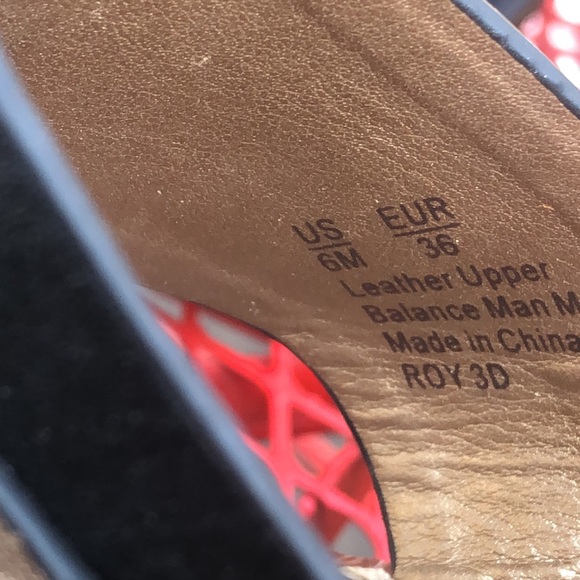 US EUR
6M 36
Leather Upper
Balance Man M
Made in China
ROY 3D